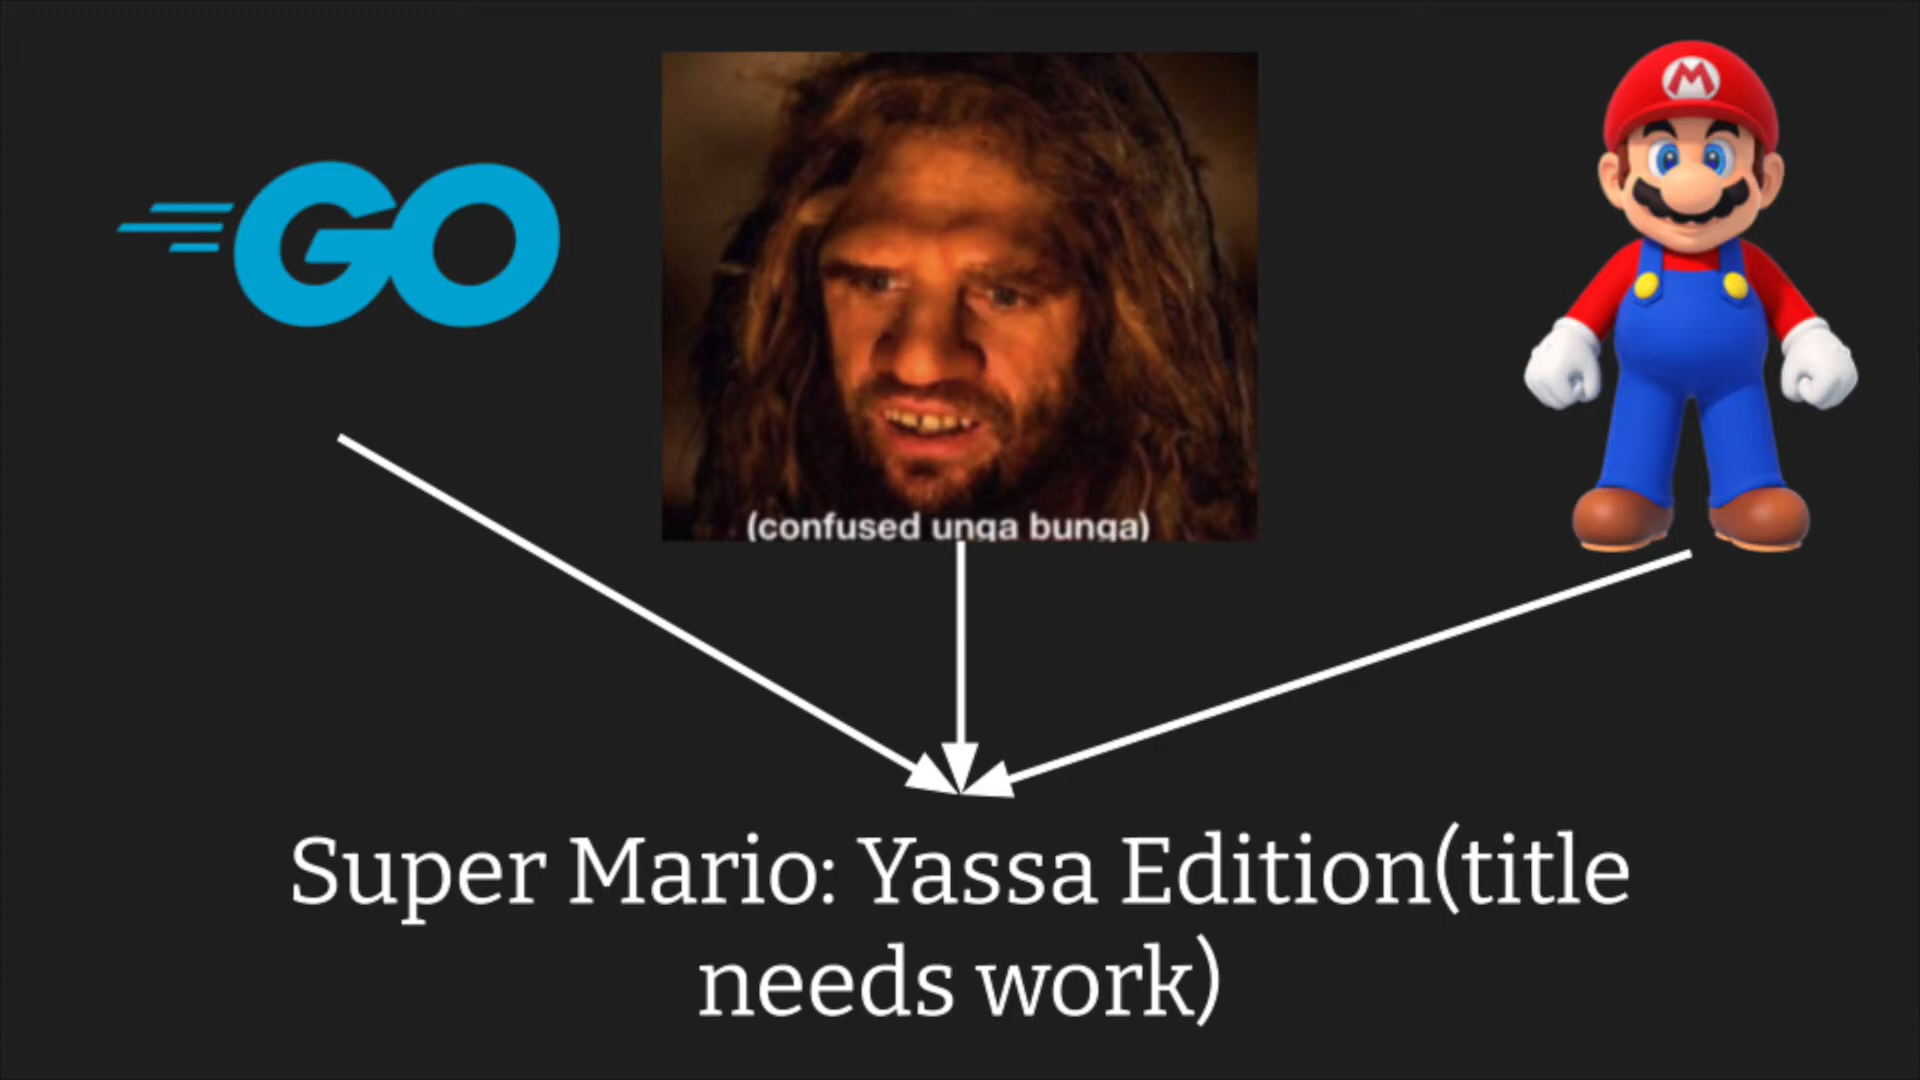 GO
M
(confused unga bunga)
Super Mario: Yassa Edition(title
needs work)